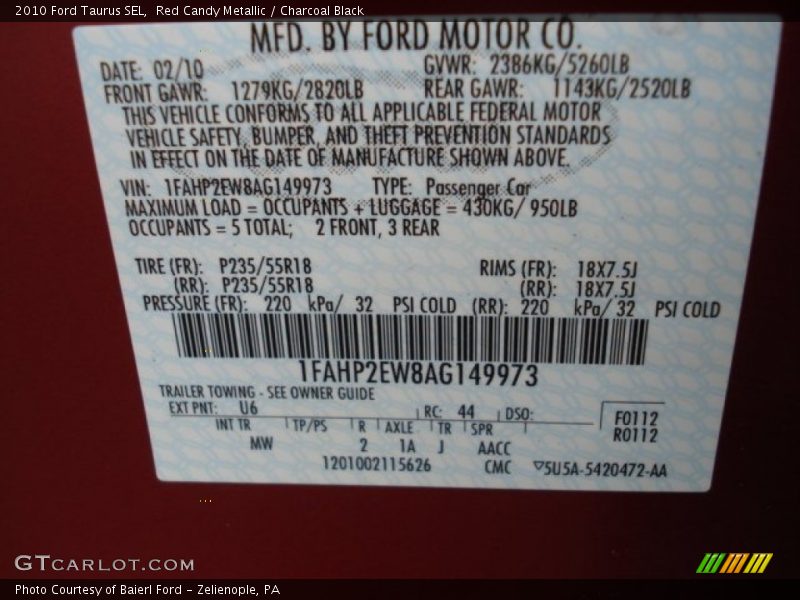 2010 Ford Taurus SEL,  Red Candy Metallic / Charcoal Black
MFD. BY FORD MOTOR CO.
DATE: 02/10 GVWR: 2386KG/5260LB
FRONT GAWR: 1279KG/2820LB REAR GAWR: 1143KG/2520LB
THIS VEHICLE CONFORMS TO ALL APPLICABLE FEDERAL MOTOR
VEHICLE SAFETY, BUMPER, AND THEFT PREVENTION STANDARDS
IN EFFECT ON THE DATE OF MANUFACTURE SHOWN ABOVE.
VIN: 1FAHP2EW8AG149973 TYPE: Passenger Car
MAXIMUM LOAD = OCCUPANTS + LUGGAGE = 430KG/ 950LB
OCCUPANTS = 5 TOTAL; 2 FRONT, 3 REAR
TIRE (FR): P235/55R18 RIMS (FR): 18X7.5J
(RR): P235/55R18 (RR): 18X7.5J
PRESSURE (FR): 220 kPa/ 32 PSI COLD (RR): 220 kPa/ 32 PSI COLD
1FAHP2EW8AG149973
TRAILER TOWING - SEE OWNER GUIDE
EXT PNT: U6 RC: 44 DSO: F0112
INT TR TP/PS R AXLE TR SPR R0112
MW 2 1A J AACC
1201002115626 CMC ▽5U5A-5420472-AA
GTCARLOT.COM
Photo Courtesy of Baierl Ford - Zelienople, PA